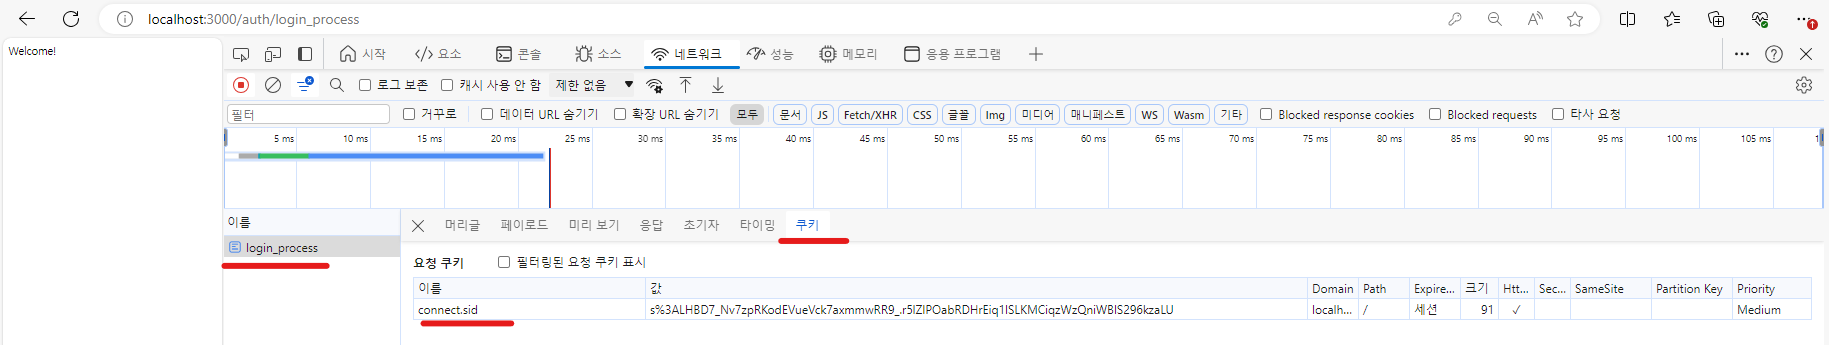 localhost:3000/auth/login_process
Welcome!
시작 요소 콘솔 소스 네트워크 성능 메모리 응용 프로그램
로그 보존 캐시 사용 안 함 제한 없음
필터 거꾸로 데이터 URL 숨기기 확장 URL 숨기기 모두 문서 JS Fetch/XHR CSS 글꼴 Img 미디어 매니페스트 WS Wasm 기타 Blocked response cookies Blocked requests 타사 요청
5 ms 10 ms 15 ms 20 ms 25 ms 30 ms 35 ms 40 ms 45 ms 50 ms 55 ms 60 ms 65 ms 70 ms 75 ms 80 ms 85 ms 90 ms 95 ms 100 ms 105 ms
이름
머리글 페이로드 미리 보기 응답 초기자 타이밍 쿠키
login_process
요청 쿠키 필터링된 요청 쿠키 표시
이름 값 Domain Path Expire... 크기 Htt... Sec... SameSite Partition Key Priority
connect.sid s%3ALHBD7_Nv7zpRKodEVueVck7axmmwRR9_.r5lZlPOabRDHrEiq1ISLKMCiqzWzQniWBlS296kzaLU localh... / 세션 91 ✓ Medium